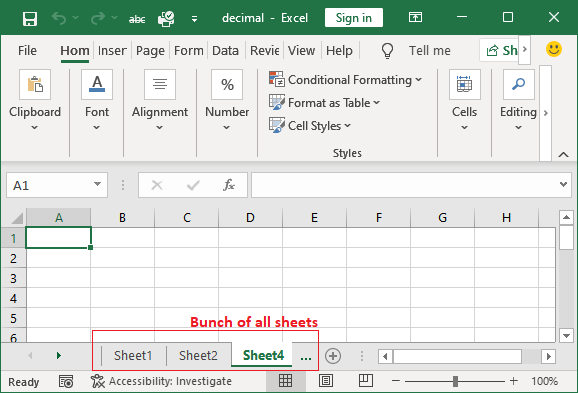 abc decimal - Excel Sign in
File Hom Inser Page Form Data Revie View Help Tell me Sh
Clipboard Font Alignment Number Conditional Formatting Format as Table Cell Styles Cells Editing
Styles
A1 fx
A B C D E F G H
1
2
3
4
5
6
Bunch of all sheets
Sheet1 Sheet2 Sheet4 ... +
Ready Accessibility: Investigate 100%